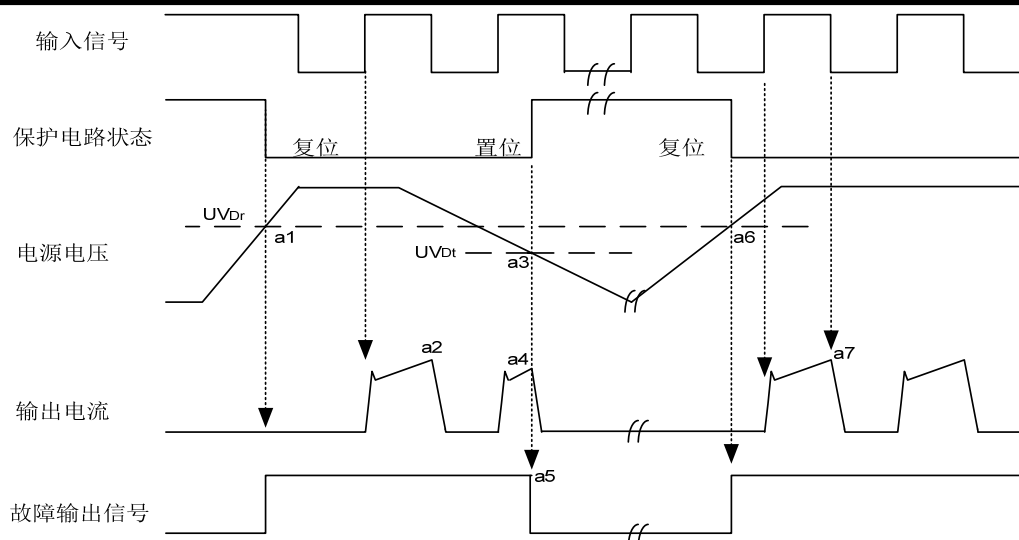 输入信号
保护电路状态
复位
置位
复位
UVDr
a1
a6
电源电压
UVDt
a3
a2
a4
a7
输出电流
a5
故障输出信号